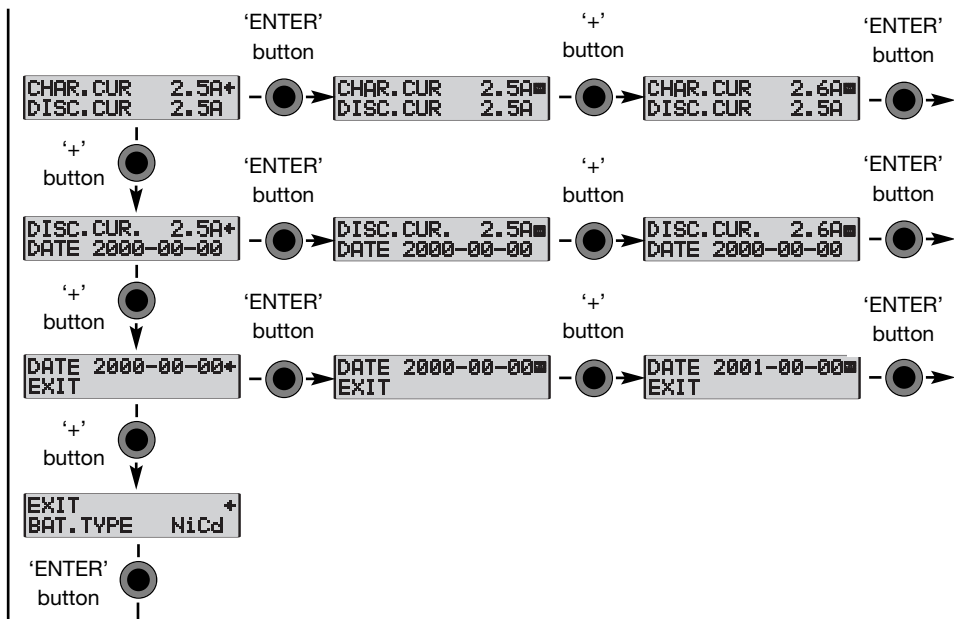 ‘ENTER’ button
‘+’ button
‘ENTER’ button
CHAR.CUR 2.5A
DISC.CUR 2.5A
CHAR.CUR 2.5A
DISC.CUR 2.5A
CHAR.CUR 2.6A
DISC.CUR 2.5A
‘+’ button
‘ENTER’ button
‘+’ button
‘ENTER’ button
DISC.CUR. 2.5A
DATE 2000-00-00
DISC.CUR. 2.5A
DATE 2000-00-00
DISC.CUR. 2.6A
DATE 2000-00-00
‘+’ button
‘ENTER’ button
‘+’ button
‘ENTER’ button
DATE 2000-00-00
EXIT
DATE 2000-00-00
EXIT
DATE 2001-00-00
EXIT
‘+’ button
EXIT
BAT.TYPE NiCd
‘ENTER’ button